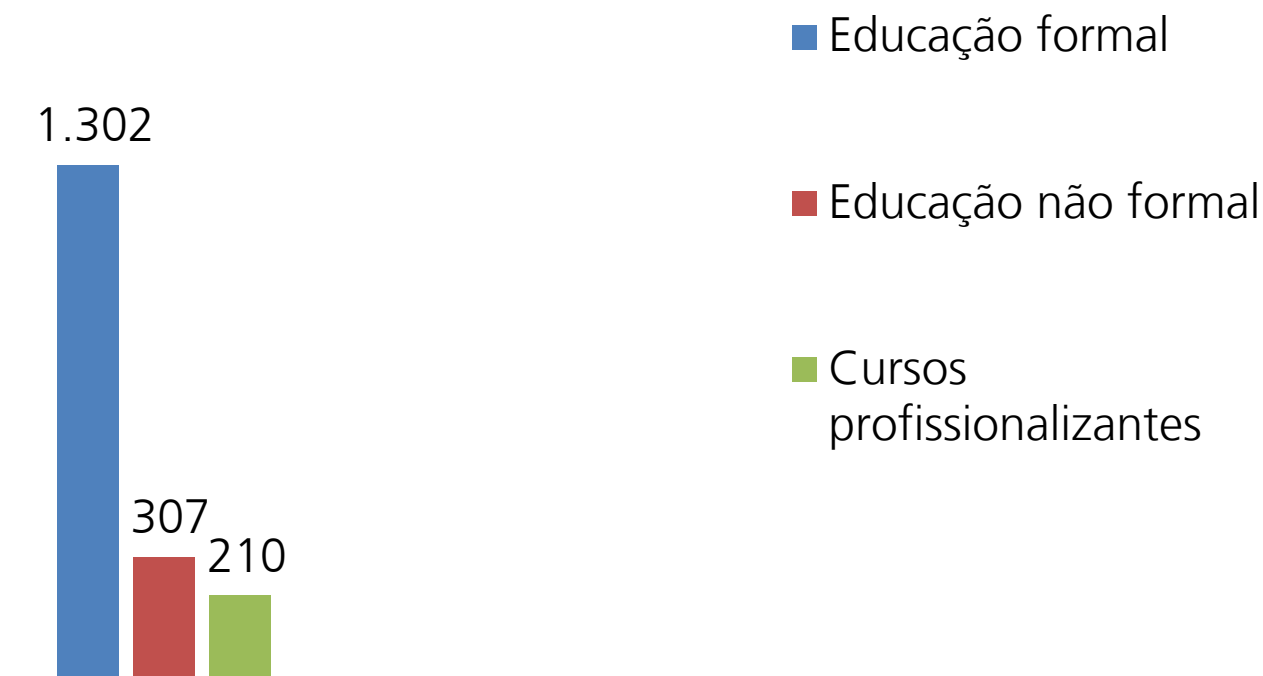 Educação formal
1.302
Educação não formal
Cursos
profissionalizantes
307
210